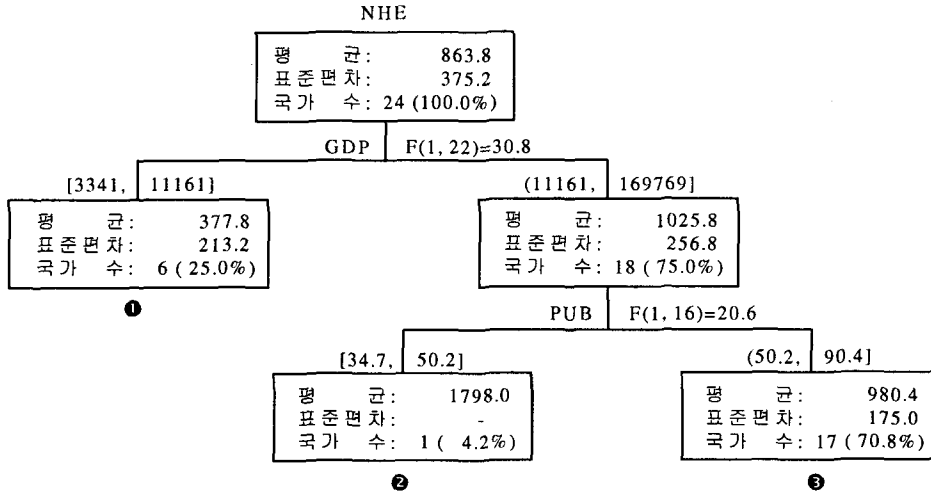 NHE
평 균: 863.8
표준편차: 375.2
국가 수: 24 (100.0%)
GDP F(1, 22)=30.8
[3341, 11161]
(11161, 169769]
평 균: 377.8
표준편차: 213.2
국가 수: 6 ( 25.0%)
❶
평 균: 1025.8
표준편차: 256.8
국가 수: 18 ( 75.0%)
PUB F(1, 16)=20.6
[34.7, 50.2]
(50.2, 90.4]
평 균: 1798.0
표준편차: -
국가 수: 1 ( 4.2%)
❷
평 균: 980.4
표준편차: 175.0
국가 수: 17 ( 70.8%)
❸